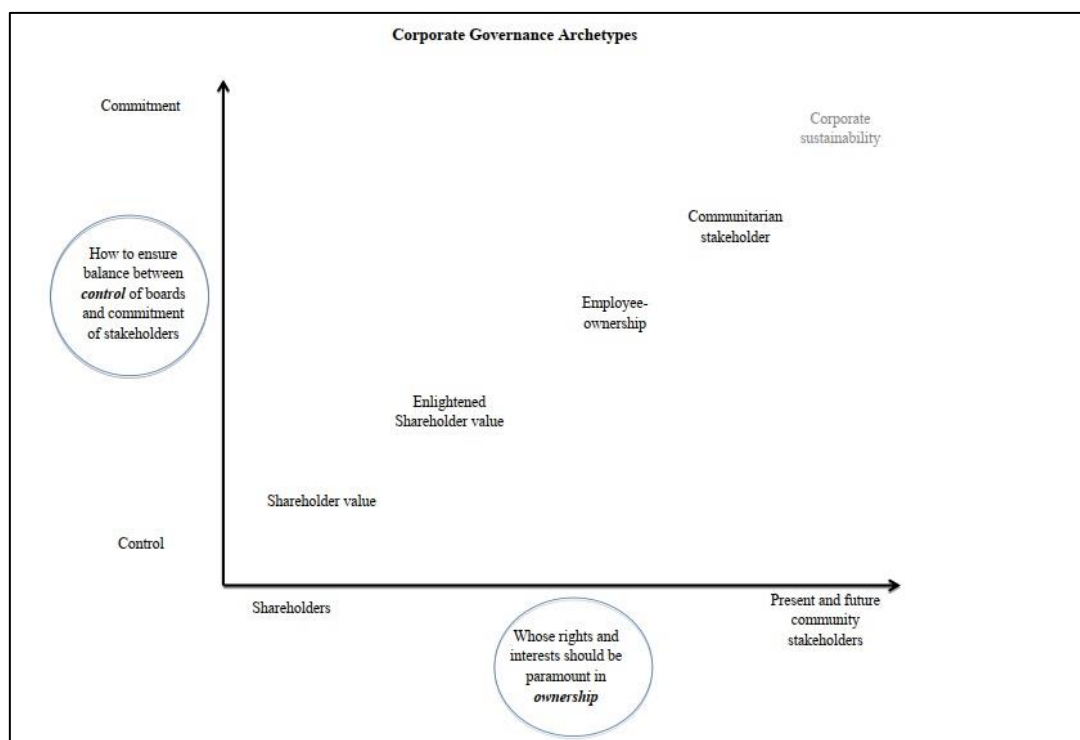 Corporate Governance Archetypes
Commitment
Corporate
sustainability
Communitarian
stakeholder
How to ensure
balance between
control of boards
and commitment
of stakeholders
Employee-
ownership
Enlightened
Shareholder value
Shareholder value
Control
Shareholders
Present and future
community
stakeholders
Whose rights and
interests should be
paramount in
ownership